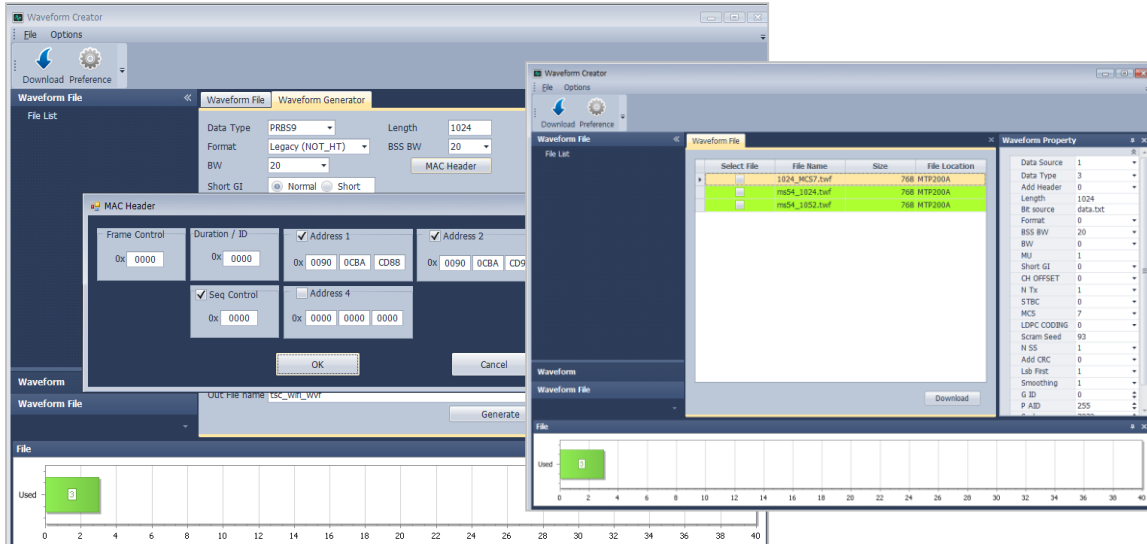 Waveform Creator
File Options
Download Preference
Waveform File
File List
Waveform File Waveform Generator
Data Type PRBS9 Length 1024
Format Legacy (NOT_HT) BSS BW 20
BW 20 MAC Header
Short GI Normal Short
MAC Header
Frame Control Duration / ID Address 1 Address 2
0x 0000 0x 0000 0x 0090 0CBA CD88 0x 0090 0CBA
Seq Control Address 4
0x 0000 0x 0000 0000 0000
OK Cancel
Out File name tsc_wifi_wvf
Generate
Waveform
Waveform File
File
Used 3
0 2 4 6 8 10 12 14 16 18 20 22 24 26 28 30 32 34 36 38 40
Waveform Creator
File Options
Download Preference
Waveform File
File List
Waveform File
Select File File Name Size File Location
1024_MCS7.twf 768 MTP200A
ms54_1024.twf 768 MTP200A
ms54_1052.twf 768 MTP200A
Download
Waveform Property
Data Source 1
Data Type 3
Add Header 0
Length 1024
Bit source data.txt
Format 0
BSS BW 20
BW 0
MU 1
Short GI 0
CH OFFSET 0
N Tx 1
STBC 0
MCS 7
LDPC CODING 0
Scram Seed 93
N SS 1
Add CRC 0
Lsb First 1
Smoothing 1
G ID 0
P AID 255
Waveform
Waveform File
File
Used 3
0 2 4 6 8 10 12 14 16 18 20 22 24 26 28 30 32 34 36 38 40